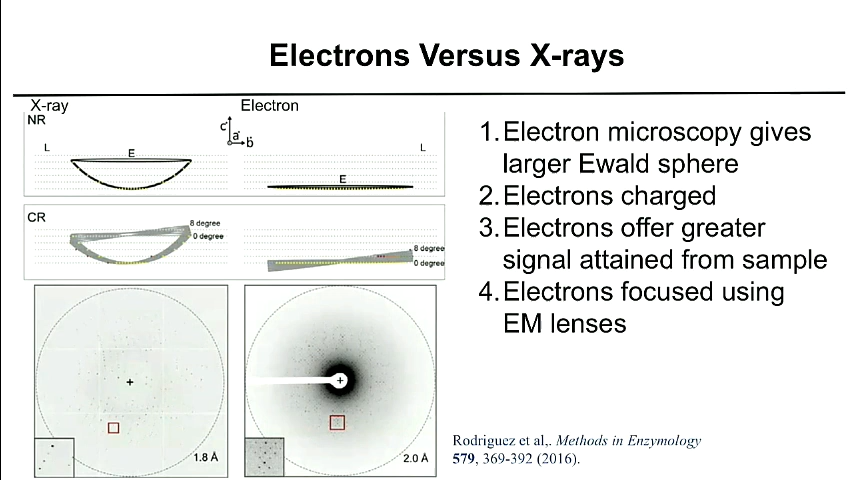 Electrons Versus X-rays
X-ray
Electron
NR
L
E
c*
a*
b*
L
E
CR
8 degree
0 degree
8 degree
0 degree
1.8 Å
2.0 Å
1. Electron microscopy gives
larger Ewald sphere
2. Electrons charged
3. Electrons offer greater
signal attained from sample
4. Electrons focused using
EM lenses
Rodriguez et al,. Methods in Enzymology
579, 369-392 (2016).